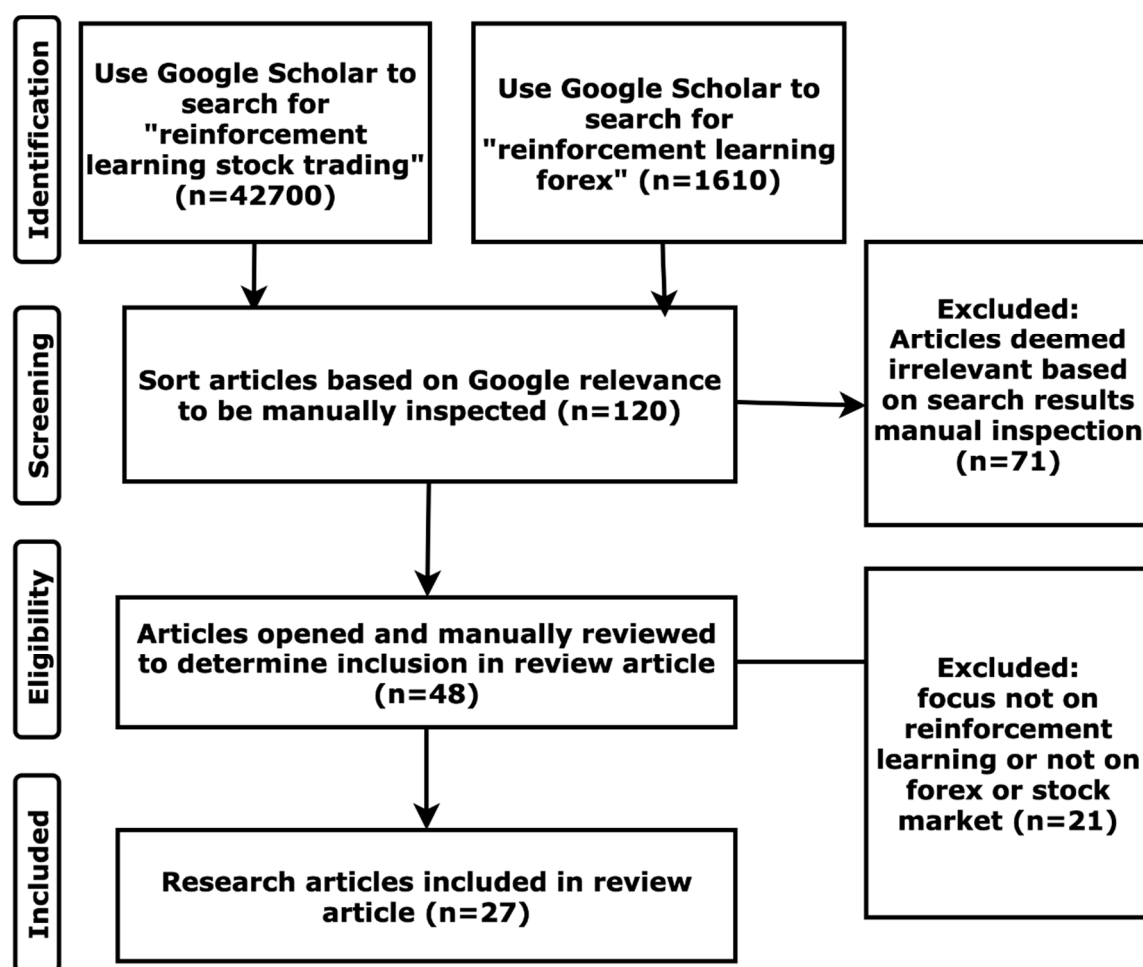 Identification
Use Google Scholar to
search for
"reinforcement
learning stock trading"
(n=42700)
Use Google Scholar to
search for
"reinforcement learning
forex" (n=1610)
Screening
Sort articles based on Google relevance
to be manually inspected (n=120)
Excluded:
Articles deemed
irrelevant based
on search results
manual inspection
(n=71)
Eligibility
Articles opened and manually reviewed
to determine inclusion in review article
(n=48)
Excluded:
focus not on
reinforcement
learning or not on
forex or stock
market (n=21)
Included
Research articles included in review
article (n=27)